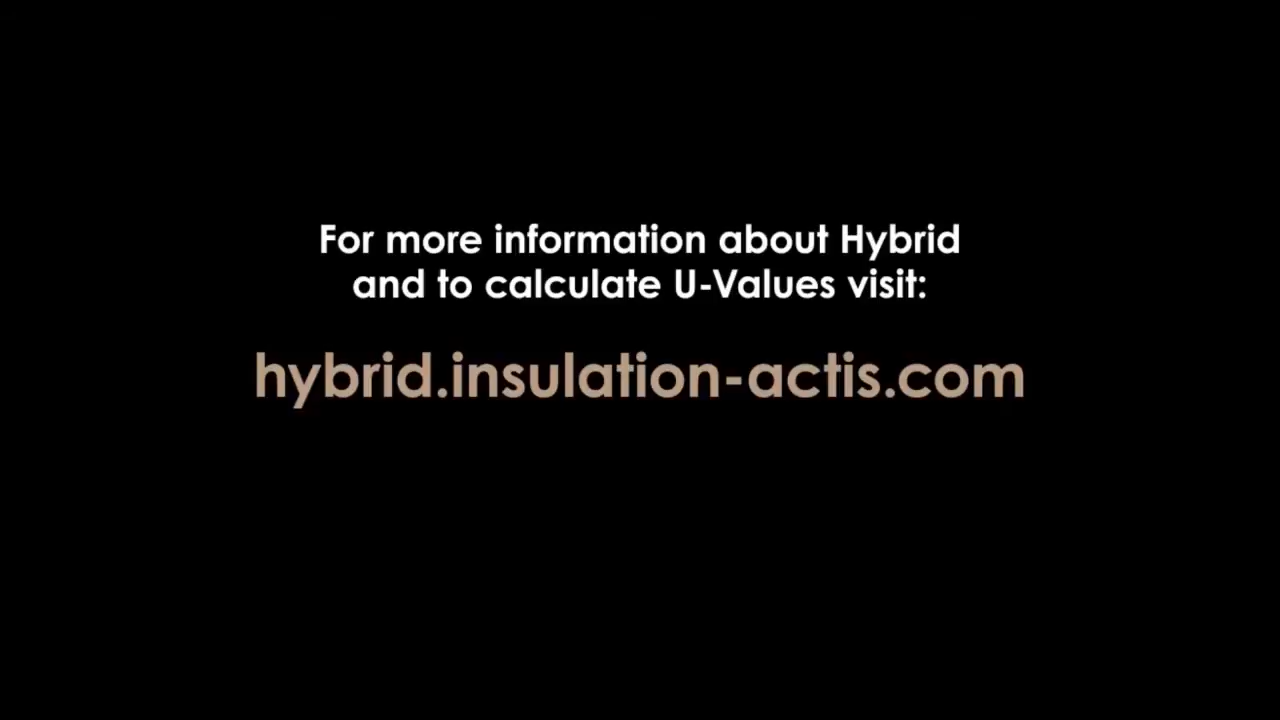 For more information about Hybrid
and to calculate U-Values visit:
hybrid.insulation-actis.com